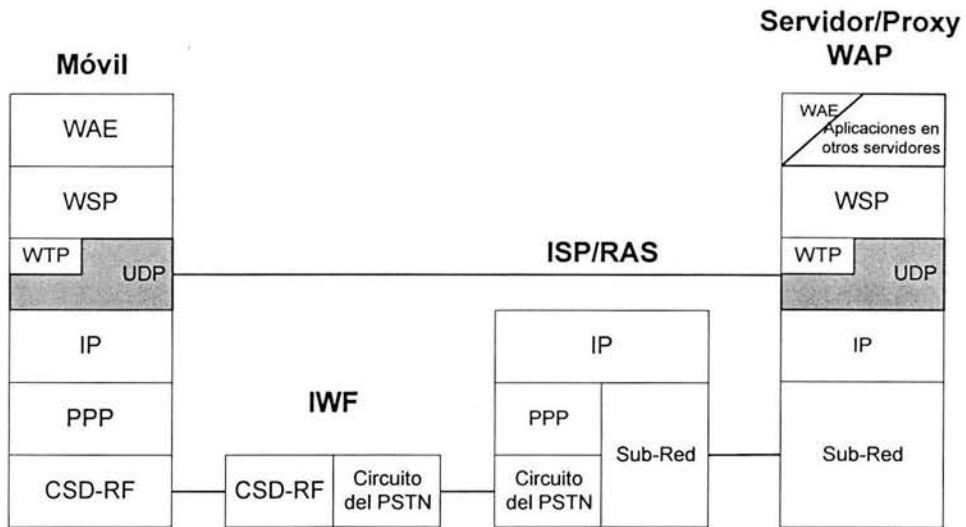 Servidor/Proxy
WAP
Móvil
WAE
WSP
WTP
UDP
IP
PPP
CSD-RF
IWF
CSD-RF
Circuito
del PSTN
ISP/RAS
IP
PPP
Circuito
del PSTN
Sub-Red
WAE
Aplicaciones en
otros servidores
WSP
WTP
UDP
IP
Sub-Red